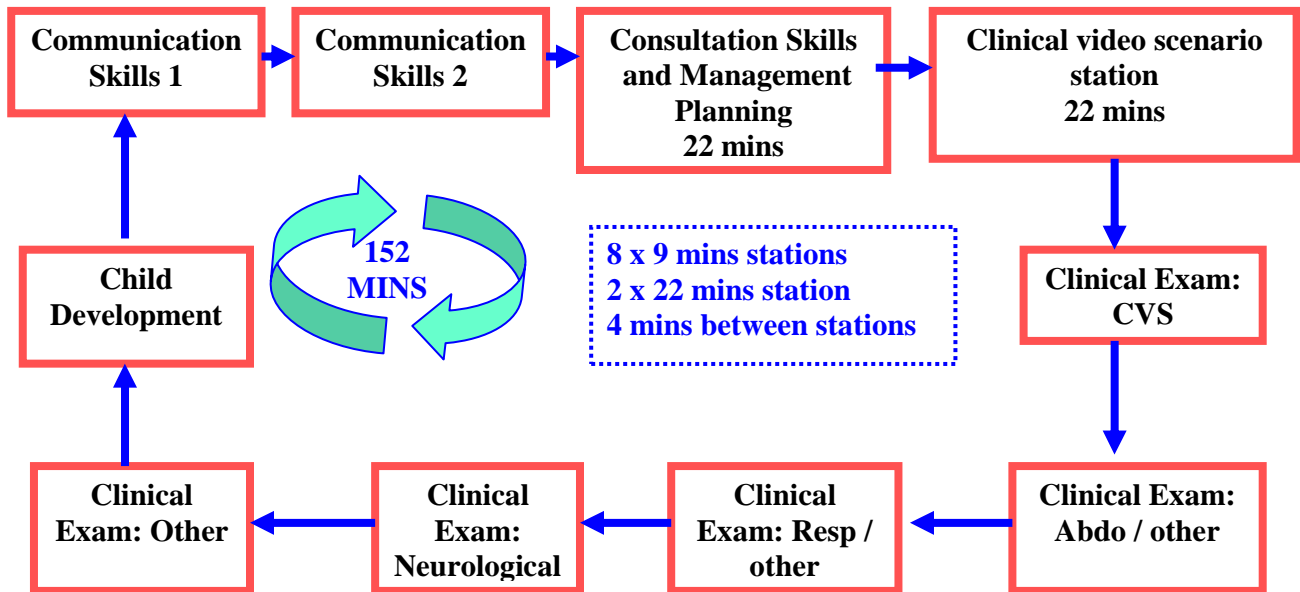 Communication
Skills 1
Communication
Skills 2
Consultation Skills
and Management
Planning
22 mins
Clinical video scenario
station
22 mins
Child
Development
152
MINS
8 x 9 mins stations
2 x 22 mins station
4 mins between stations
Clinical Exam:
CVS
Clinical
Exam: Other
Clinical
Exam:
Neurological
Clinical
Exam: Resp /
other
Clinical Exam:
Abdo / other